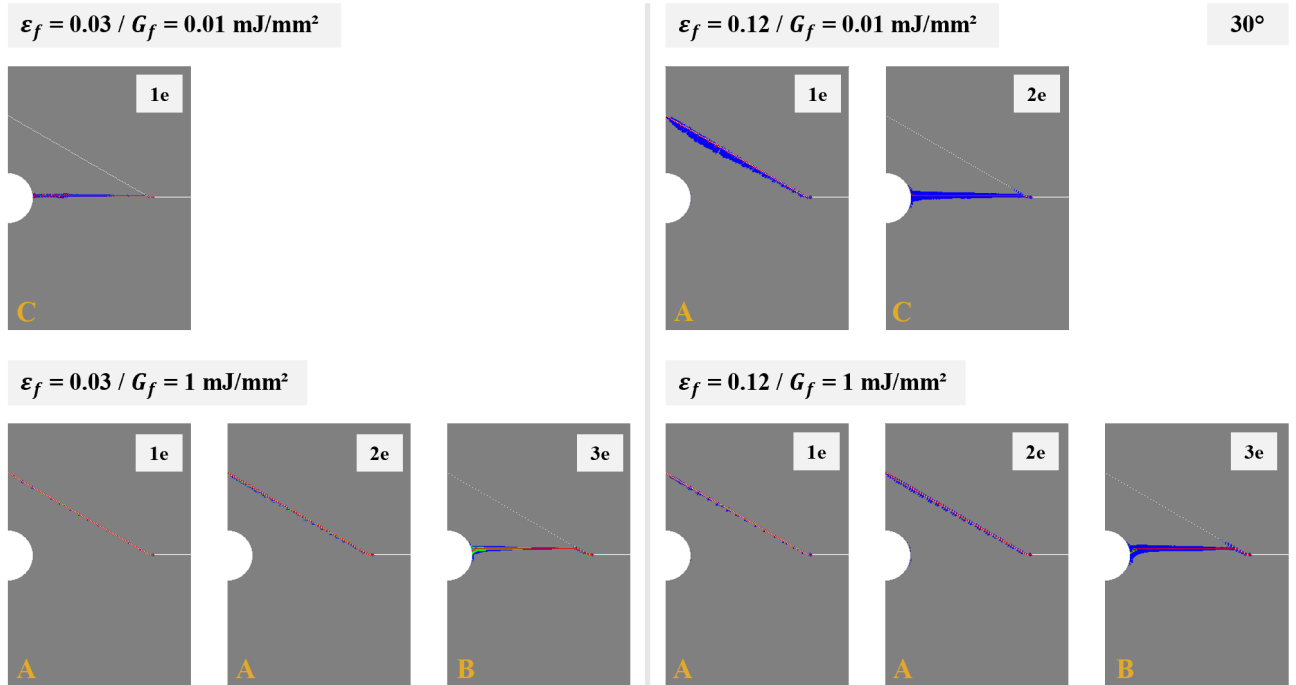 ε_f = 0.03 / G_f = 0.01 mJ/mm²
ε_f = 0.12 / G_f = 0.01 mJ/mm²
30°
1e
1e
2e
C
A
C
ε_f = 0.03 / G_f = 1 mJ/mm²
ε_f = 0.12 / G_f = 1 mJ/mm²
1e
2e
3e
1e
2e
3e
A
A
B
A
A
B